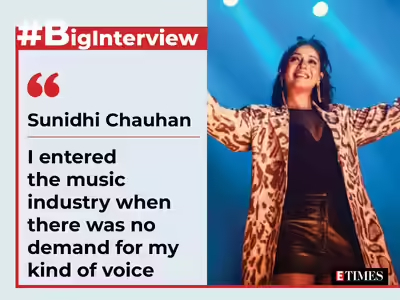 #BigInterview
Sunidhi Chauhan
I entered
the music
industry when
there was no
demand for my
kind of voice
ETIMES